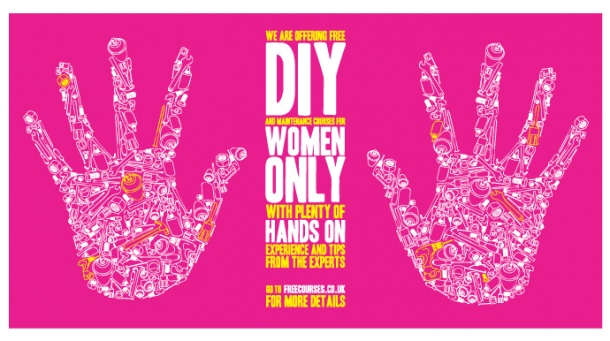 WE ARE OFFERING FREE
DIY
AND MAINTENANCE COURSES FOR
WOMEN
ONLY
WITH PLENTY OF
HANDS ON
EXPERIENCE AND TIPS
FROM THE EXPERTS
GO TO FREECOURSES.CO.UK
FOR MORE DETAILS